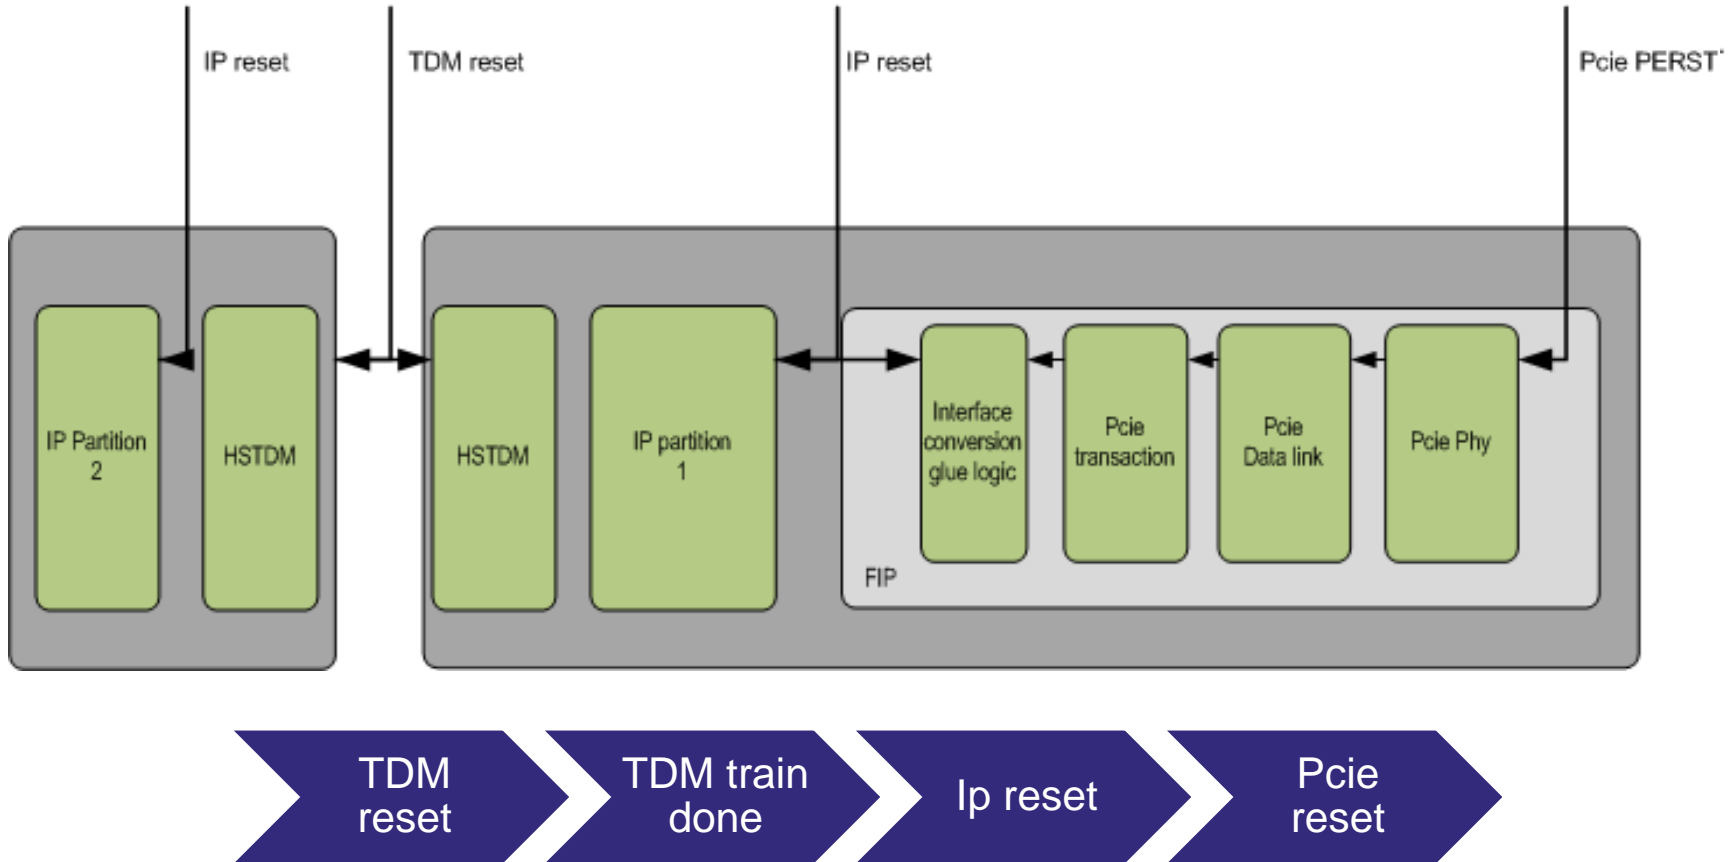 IP reset
TDM reset
IP reset
Pcie PERST
IP Partition
2
HSTDM
HSTDM
IP partition
1
Interface
conversion
glue logic
Pcie
transaction
Pcie
Data link
Pcie Phy
FIP
TDM
reset
TDM train
done
Ip reset
Pcie
reset